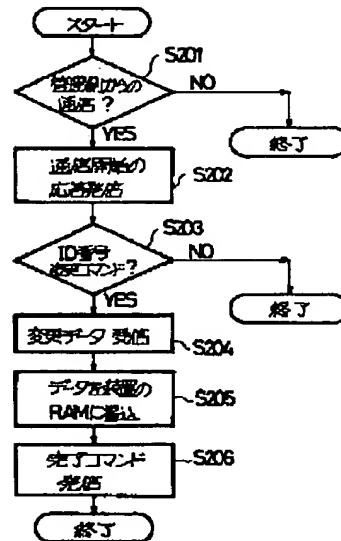 スタート
S201
管理側からの
通信?
NO
YES
終了
通信開始の
応答発信
S202
S203
ID番号
変更コマンド?
NO
YES
終了
変更データ 受信
S204
データを装置の
RAMに書込
S205
完了コマンド
発信
S206
終了